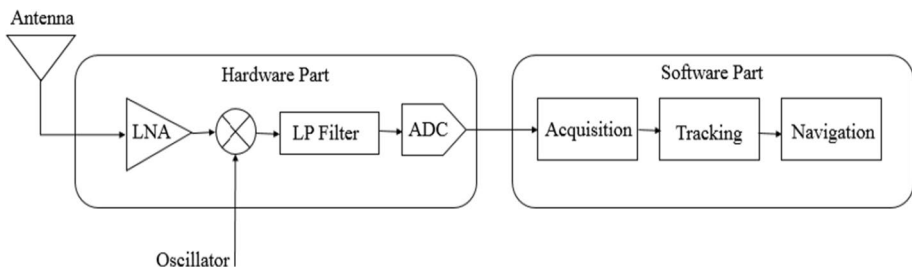 Antenna
Hardware Part
Software Part
LNA
LP Filter
ADC
Acquisition
Tracking
Navigation
Oscillator